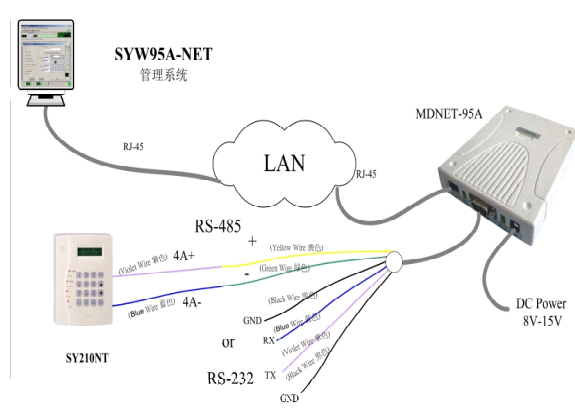 SYW95A-NET
管理系统
MDNET-95A
RJ-45
LAN
RJ-45
RS-485
+
(Yellow Wire 黄色)
(Violet Wire 紫色)
4A+
-
(Green Wire 绿色)
(Blue Wire 蓝色)
4A-
(Black Wire 黑色)
GND
(Blue Wire 蓝色)
DC Power
8V-15V
or
RX
(Violet Wire 紫色)
SY210NT
RS-232
TX
(Black Wire 黑色)
GND